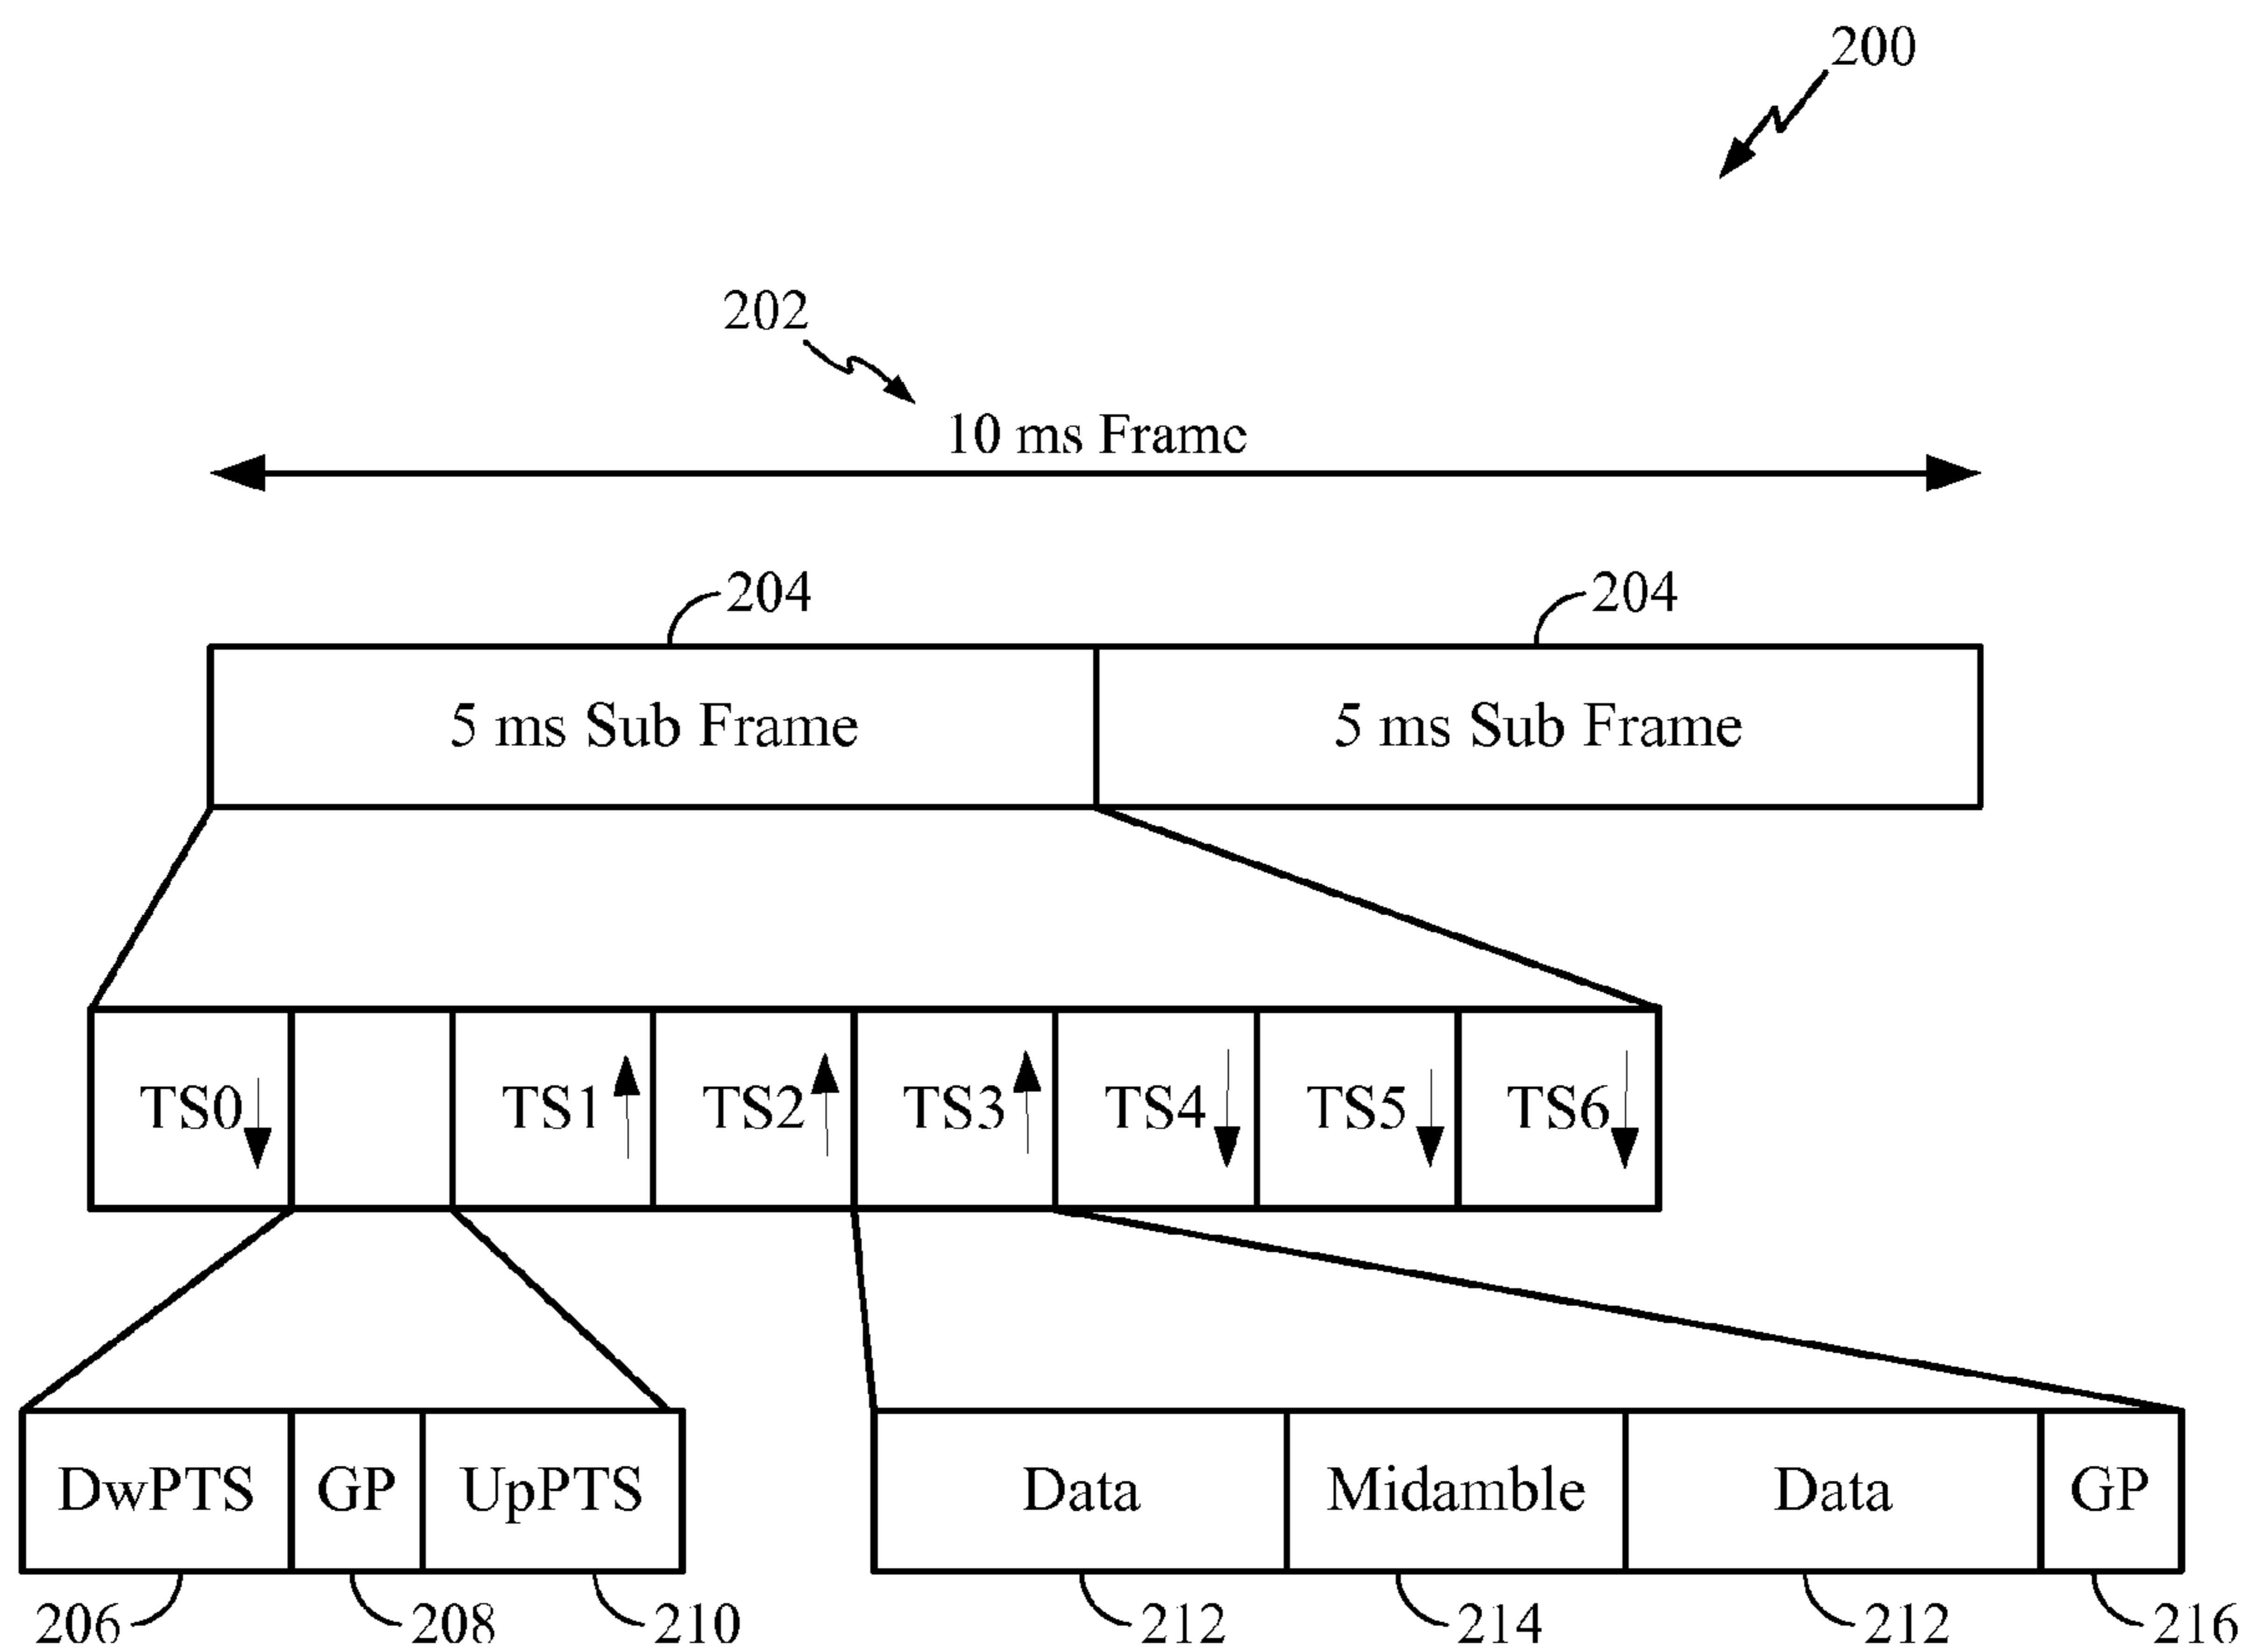 200
202
10 ms Frame
204 204
5 ms Sub Frame 5 ms Sub Frame
TS0 TS1 TS2 TS3 TS4 TS5 TS6
DwPTS GP UpPTS Data Midamble Data GP
206 208 210 212 214 212 216